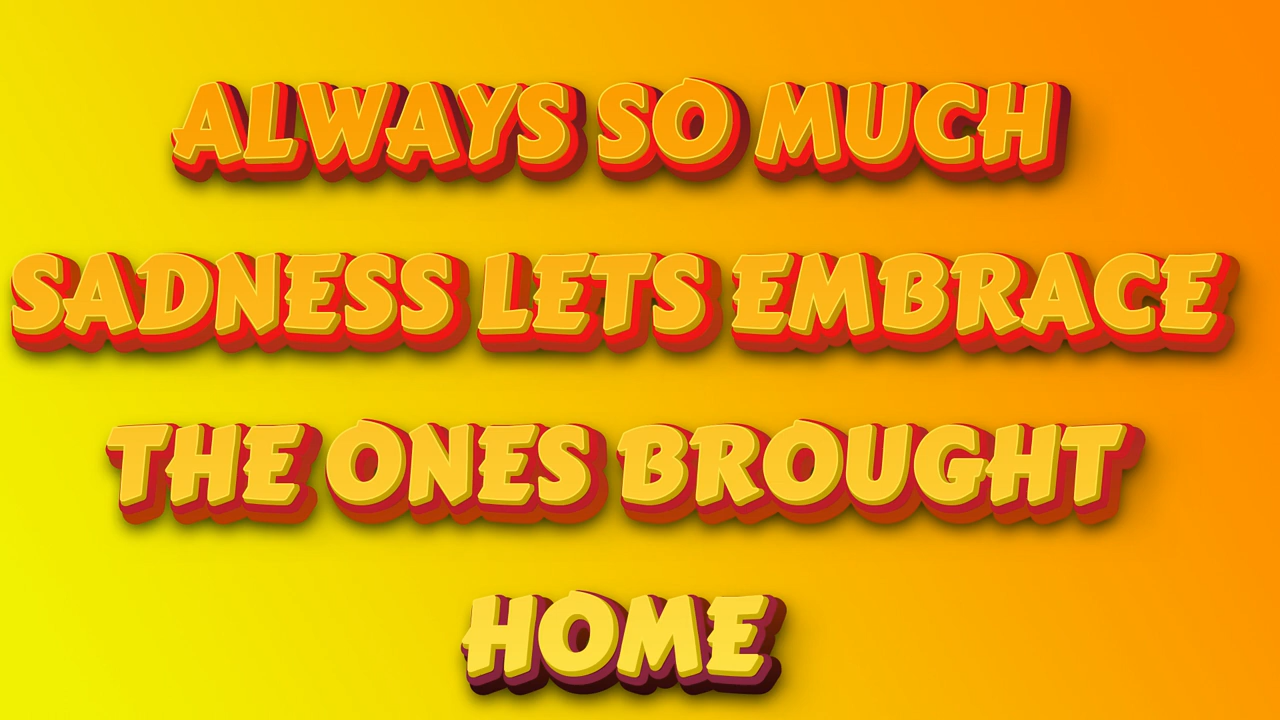 ALWAYS SO MUCH
SADNESS LETS EMBRACE
THE ONES BROUGHT
HOME